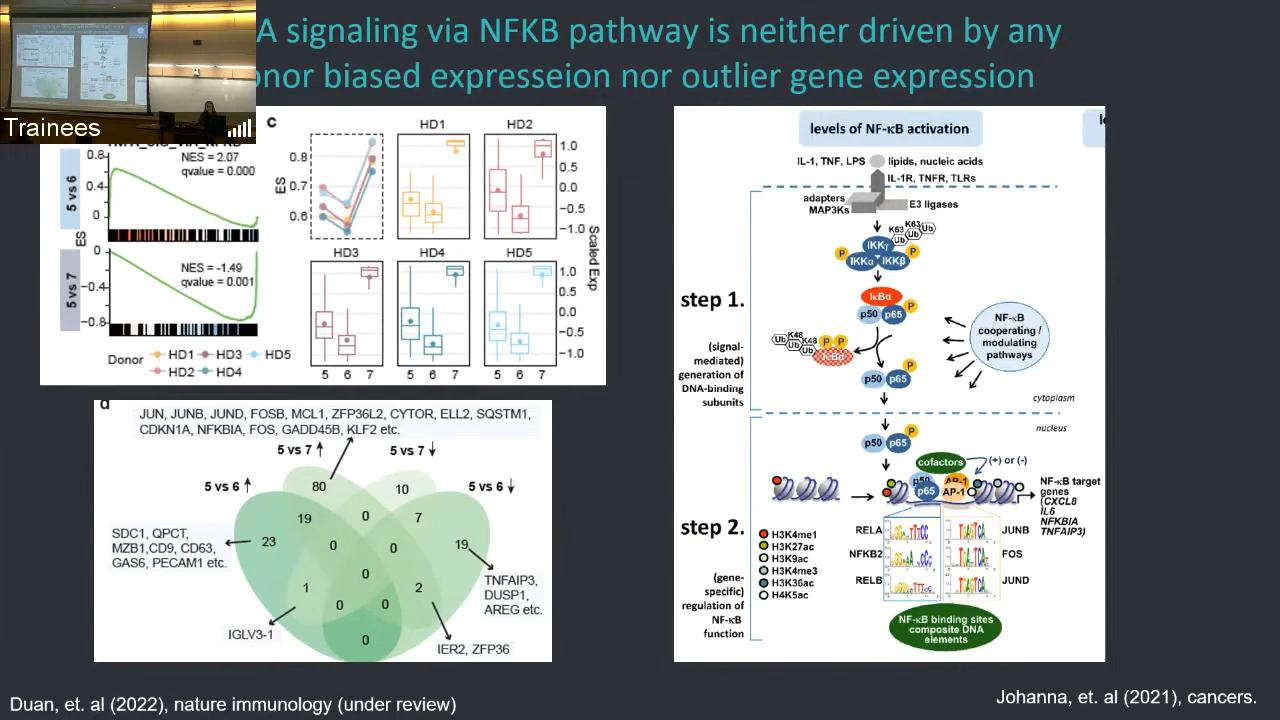 A signaling via NFKB pathway is neither driven by any
onor biased expresseion nor outlier gene expression
Trainees
5 vs 6
0.8
0.4
0
NES = 2.07
qvalue = 0.000
ES
5 vs 7
0
−0.4
−0.8
NES = -1.49
qvalue = 0.001
Donor
HD1
HD3
HD5
HD2
HD4
c
ES
0.8
0.7
0.6
HD1
HD2
1.0
0.5
0.0
−0.5
−1.0
Scaled Exp
HD3
HD4
HD5
1.0
0.5
0.0
−0.5
−1.0
5 6 7
5 6 7
5 6 7
d
JUN, JUNB, JUND, FOSB, MCL1, ZFP36L2, CYTOR, ELL2, SQSTM1,
CDKN1A, NFKBIA, FOS, GADD45B, KLF2 etc.
5 vs 7 ↑
5 vs 7 ↓
5 vs 6 ↑
5 vs 6 ↓
80
10
19
0
7
23
0
0
19
0
1
2
0
0
0
SDC1, QPCT,
MZB1,CD9, CD63,
GAS6, PECAM1 etc.
TNFAIP3,
DUSP1,
AREG etc.
IGLV3-1
IER2, ZFP36
levels of NF-κB activation
IL-1, TNF, LPS
lipids, nucleic acids
IL-1R, TNFR, TLRs
adapters
MAP3Ks
E3 ligases
K63
K63
Ub
Ub
Ub
IKKγ
P
IKKα
IKKβ
P
step 1.
IκBα
p50
p65
P
(signal-
mediated)
generation of
DNA-binding
subunits
K48
K48
Ub
Ub
Ub
P
P
IκBα
p50
p65
P
NF-κB
cooperating /
modulating
pathways
cytoplasm
nucleus
p50
p65
P
cofactors
(+) or (-)
p50
p65
AP-1
AP-1
NF-κB target
genes
(CXCL8
IL6
NFKBIA
TNFAIP3)
step 2.
H3K4me1
H3K27ac
H3K9ac
H3K4me3
H3K36ac
H4K5ac
(gene-
specific)
regulation of
NF-κB
function
RELA
NFKB2
RELB
JUNB
FOS
JUND
NF-κB binding sites
composite DNA
elements
Duan, et. al (2022), nature immunology (under review)
Johanna, et. al (2021), cancers.